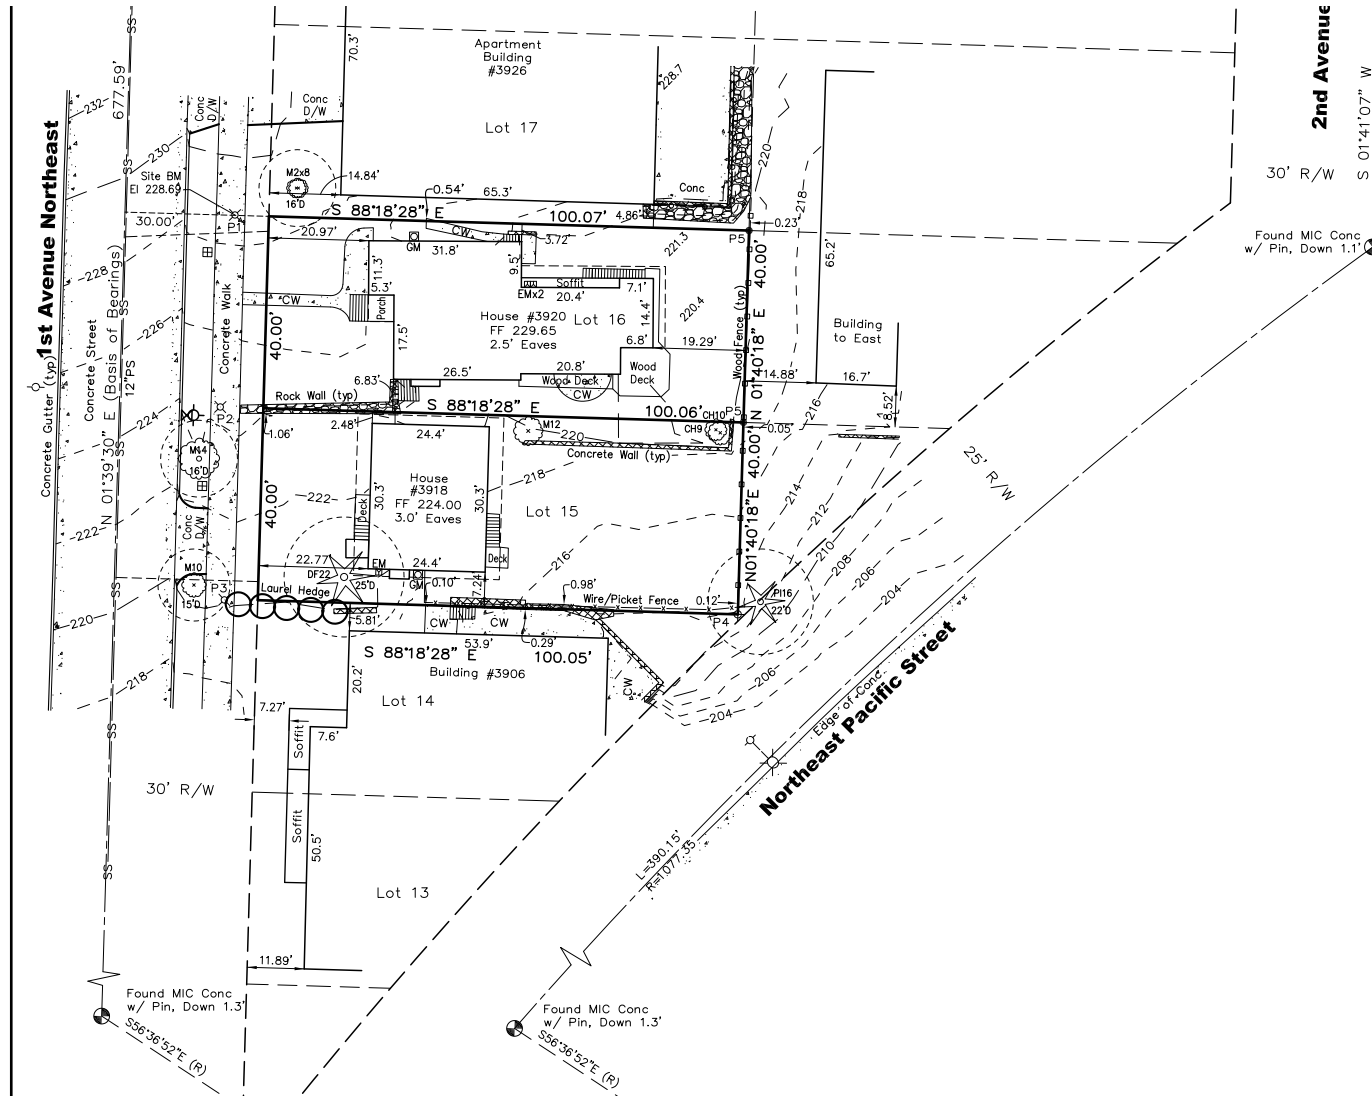 1st Avenue Northeast
2nd Avenue
S 01°41'07" W
30' R/W
Found MIC Conc
w/ Pin, Down 1.1'
677.59'
SS
232
230
228
226
224
222
220
218
Conc
D/W
Conc
D/W
Site BM
El 228.69
30.00'
P1
N 01°39'30" E (Basis of Bearings)
12"PS
Concrete Street
Concrete Gutter (typ)
Concrete Walk
70.3'
Apartment
Building
#3926
Lot 17
228.7
Conc
M2x8
16'D
14.84'
0.54'
65.3'
4.86'
S 88°18'28" E
100.07'
0.23'
P5
20.97'
GM
31.8'
CW
3.72'
9.5'
11.3'
5.3'
Porch
CW
17.5'
EMx2
Soffit
20.4'
7.1'
14.4'
221.3
220.4
House #3920
FF 229.65
2.5' Eaves
Lot 16
6.8'
19.29'
Wood
Deck
20.8'
Wood Deck
CW
26.5'
6.83'
40.00'
Wood Fence (typ)
N 01°40'18" E 40.00'
220
218
65.2'
Building
to East
14.88'
16.7'
8.52'
216
Rock Wall (typ)
S 88°18'28" E
100.06'
CH10
P5
0.05'
P2
1.06'
2.48'
24.4'
M12
220
CH9
Concrete Wall (typ)
218
M14
16'D
Conc
D/W
40.00'
222
House
#3918
FF 224.00
3.0' Eaves
30.3'
30.3'
Deck
Deck
Lot 15
216
N01°40'18"E 40.00'
214
212
210
208
206
204
25' R/W
M10
15'D
P3
22.77'
DF22
25'D
EM
24.4'
GM
0.10'
7.24'
0.98'
Laurel Hedge
Wire/Picket Fence
0.12'
PI16
22'D
P4
5.81'
CW
CW
53.9'
0.29'
S 88°18'28" E
100.05'
Building #3906
CW
206
204
20.2'
Lot 14
7.27'
7.6'
Soffit
Soffit
50.5'
30' R/W
Lot 13
11.89'
Edge of Conc
Northeast Pacific Street
L=390.15'
R=1077.35
Found MIC Conc
w/ Pin, Down 1.3'
S56°36'52"E (R)
Found MIC Conc
w/ Pin, Down 1.3'
S56°36'52"E (R)